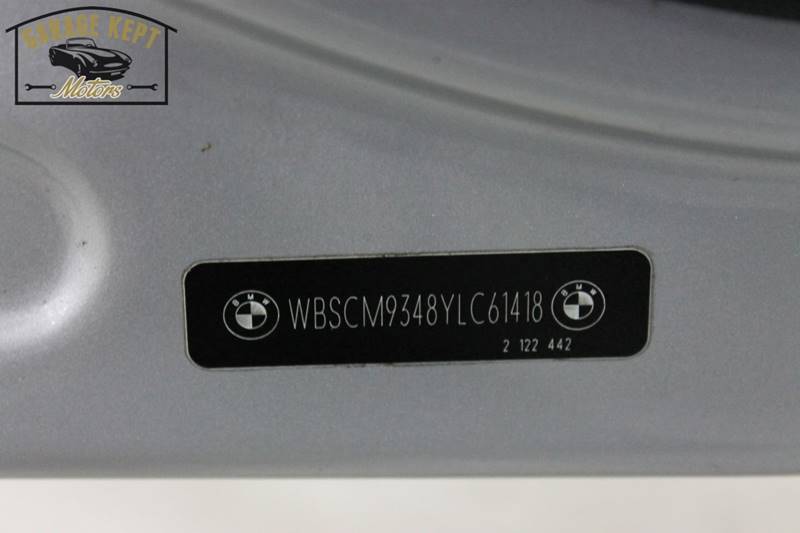 GARAGE KEPT
Motors
BMW WBSCM9348YLC61418 BMW
2 122 442